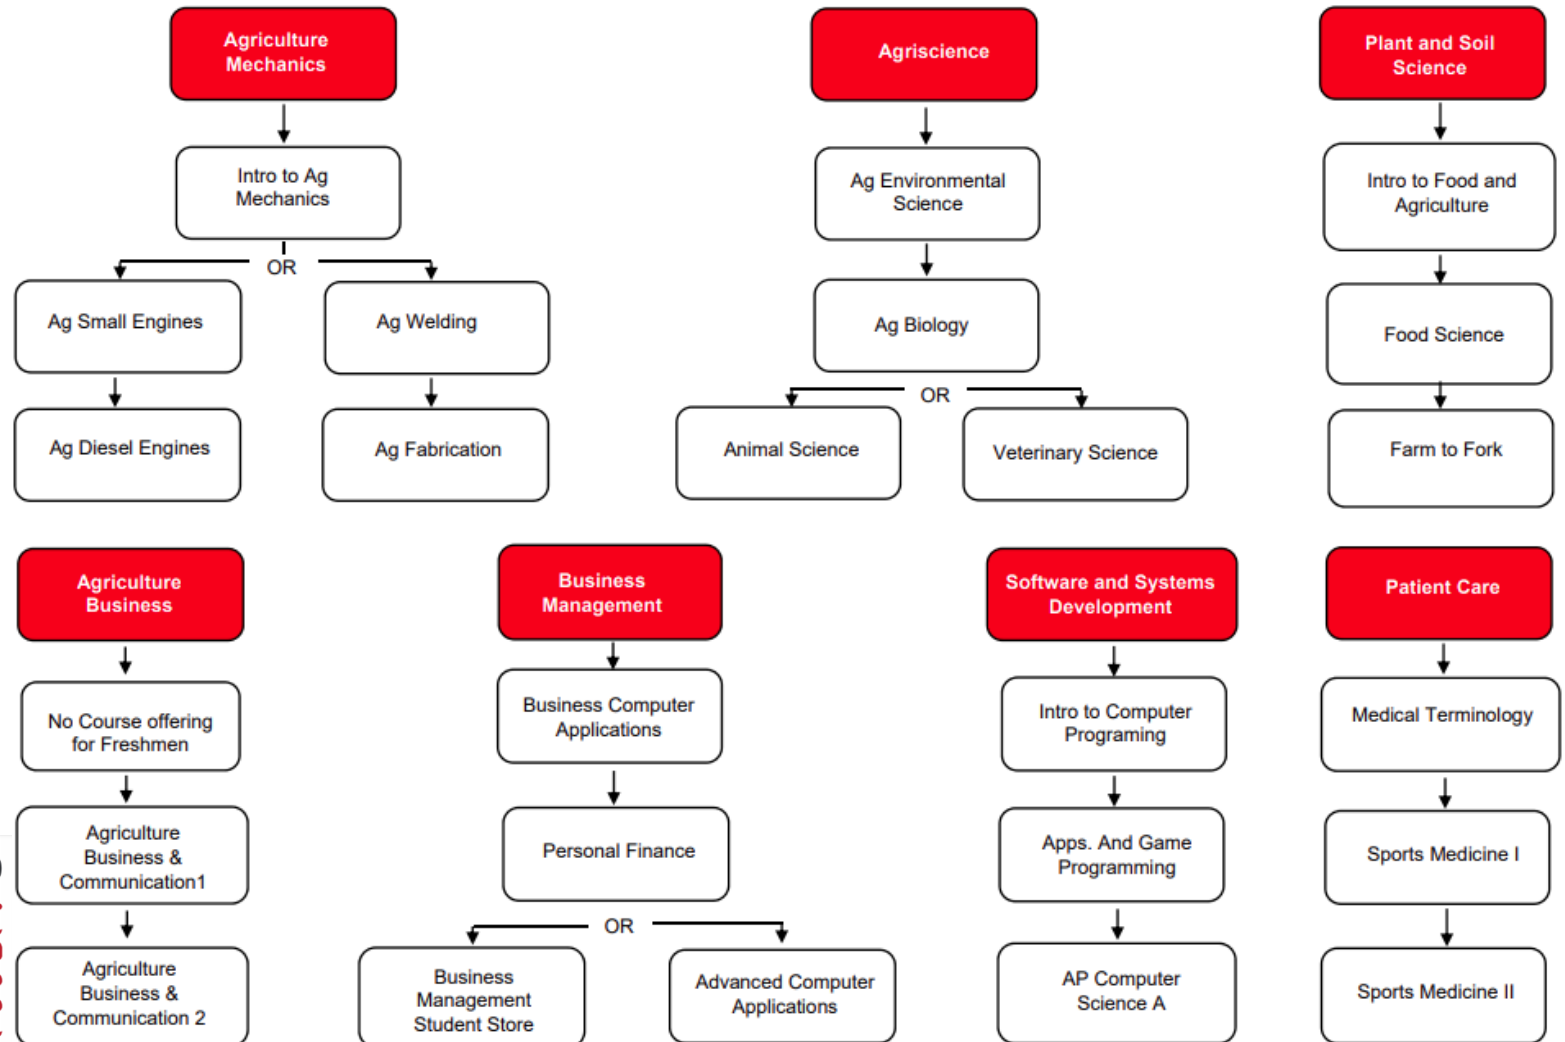 Agriculture
Mechanics
Agriscience
Plant and Soil
Science
Intro to Ag
Mechanics
Ag Environmental
Science
Intro to Food and
Agriculture
OR
Ag Small Engines
Ag Welding
Ag Biology
Food Science
OR
Ag Diesel Engines
Ag Fabrication
Animal Science
Veterinary Science
Farm to Fork
Agriculture
Business
Business
Management
Software and Systems
Development
Patient Care
No Course offering
for Freshmen
Business Computer
Applications
Intro to Computer
Programing
Medical Terminology
Agriculture
Business &
Communication1
Personal Finance
Apps. And Game
Programming
Sports Medicine I
OR
Agriculture
Business &
Communication 2
Business
Management
Student Store
Advanced Computer
Applications
AP Computer
Science A
Sports Medicine II